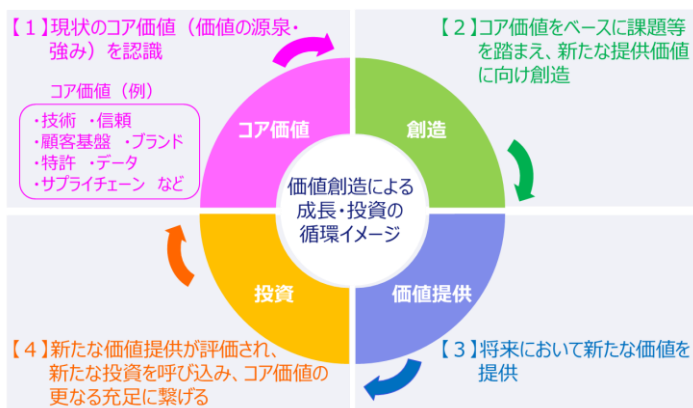 【1】現状のコア価値（価値の源泉・
強み）を認識
コア価値（例）
・技術 ・信頼
・顧客基盤 ・ブランド
・特許 ・データ
・サプライチェーン など
【2】コア価値をベースに課題等
を踏まえ、新たな提供価値
に向け創造
コア価値
創造
価値創造による
成長・投資の
循環イメージ
投資
価値提供
【4】新たな価値提供が評価され、
新たな投資を呼び込み、コア価値の
更なる充足に繋げる
【3】将来において新たな価値を
提供